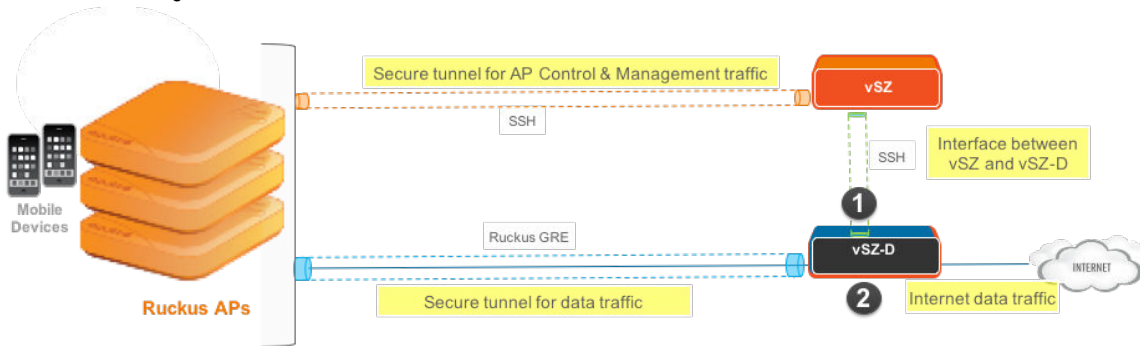 Secure tunnel for AP Control & Management traffic
vSZ
SSH
SSH
Interface between
vSZ and vSZ-D
Mobile
Devices
1
Ruckus GRE
vSZ-D
INTERNET
Ruckus APs
Secure tunnel for data traffic
2
Internet data traffic